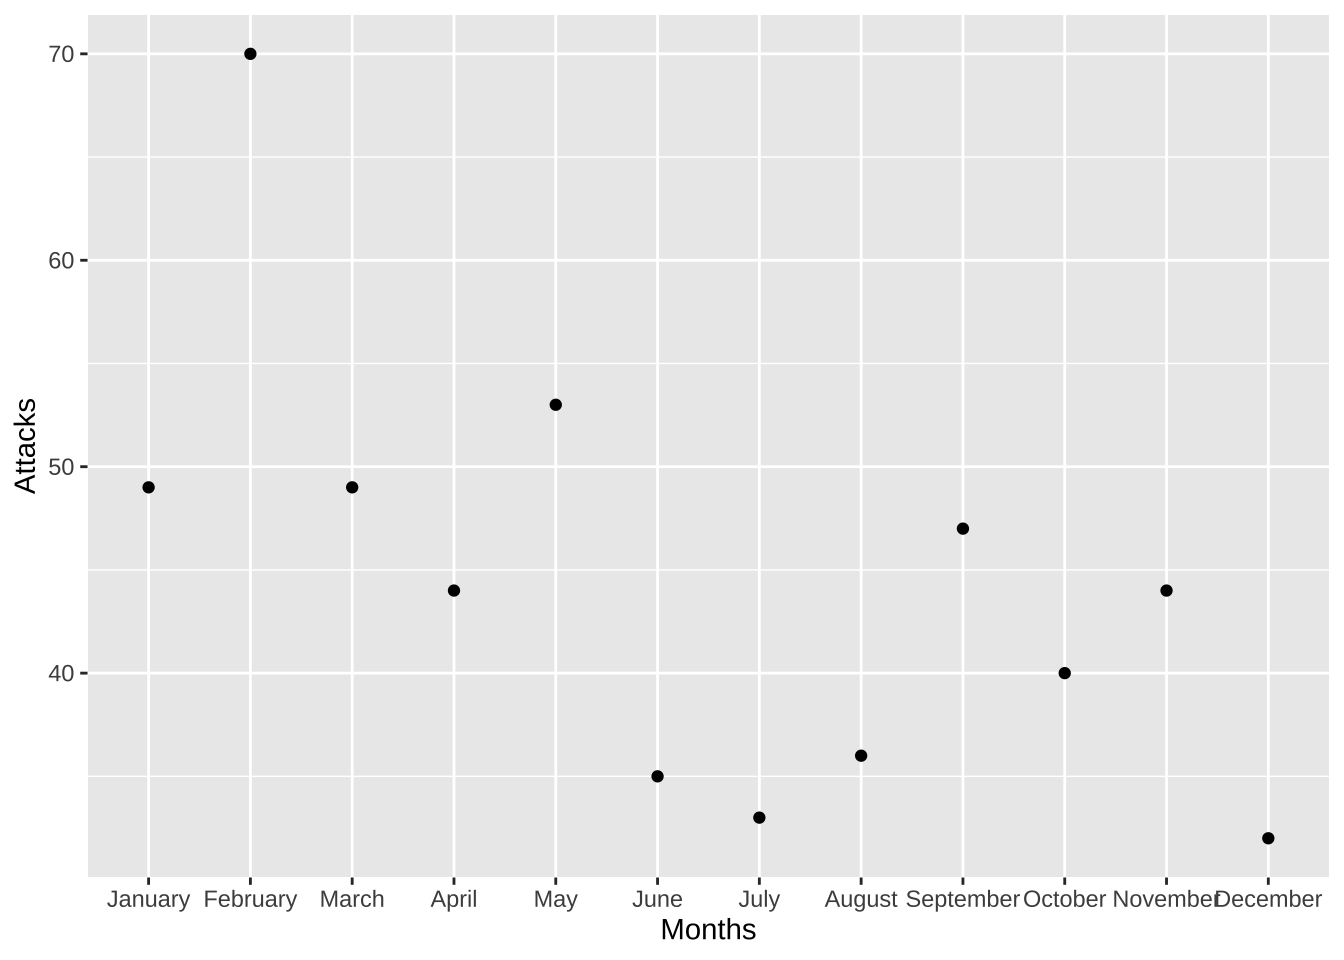 70
60
50
40
Attacks
January February March April May June July August September October November December
Months